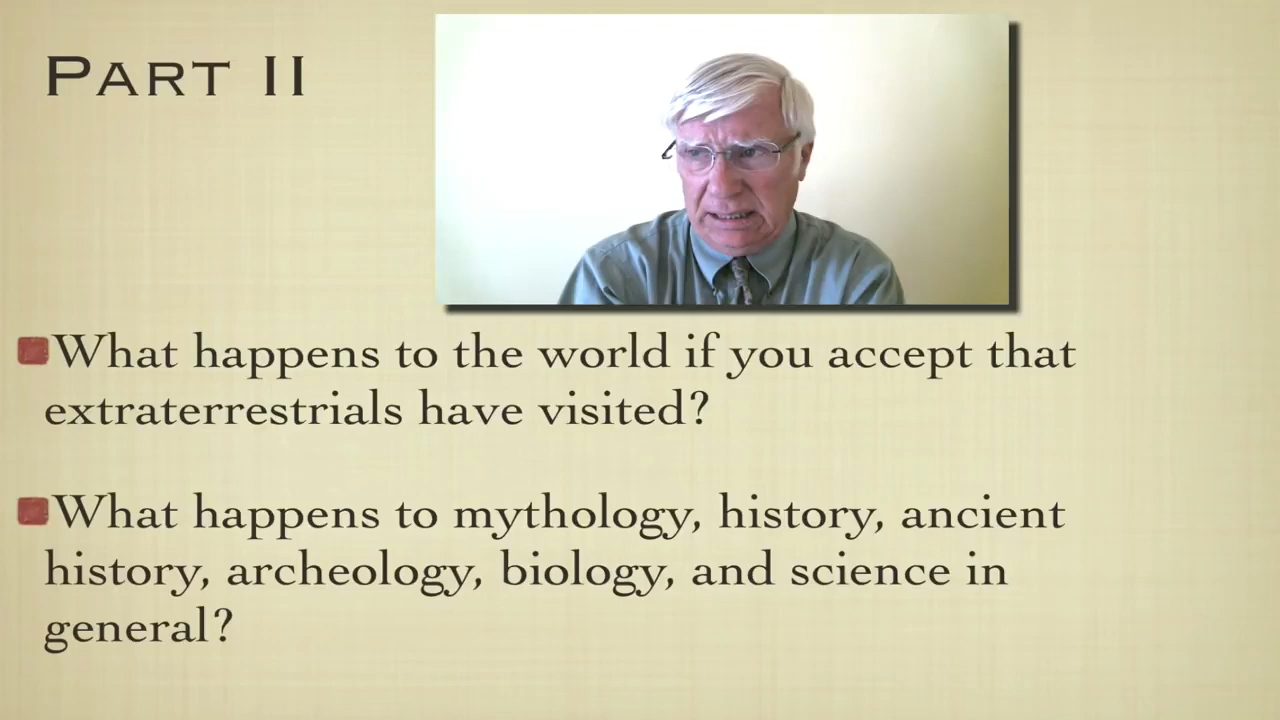 Part II
What happens to the world if you accept that
extraterrestrials have visited?
What happens to mythology, history, ancient
history, archeology, biology, and science in
general?